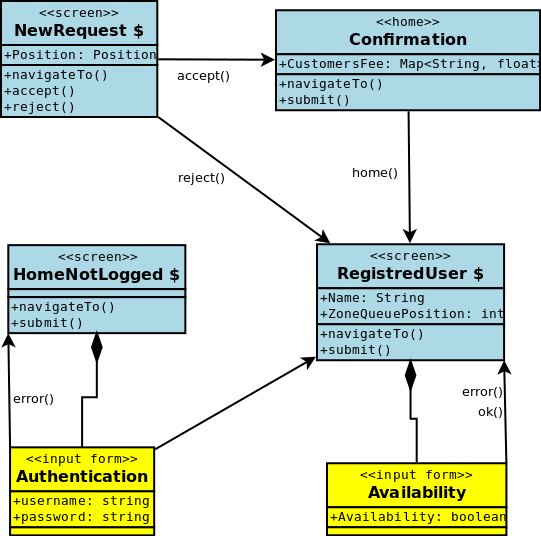 <<screen>>
NewRequest $
+Position: Position
+navigateTo()
+accept()
+reject()
accept()
<<home>>
Confirmation
+CustomersFee: Map<String, float>
+navigateTo()
+submit()
reject()
home()
<<screen>>
HomeNotLogged $
+navigateTo()
+submit()
<<screen>>
RegistredUser $
+Name: String
+ZoneQueuePosition: int
+navigateTo()
+submit()
error()
error()
ok()
<<input form>>
Authentication
+username: string
+password: string
<<input form>>
Availability
+Availability: boolean